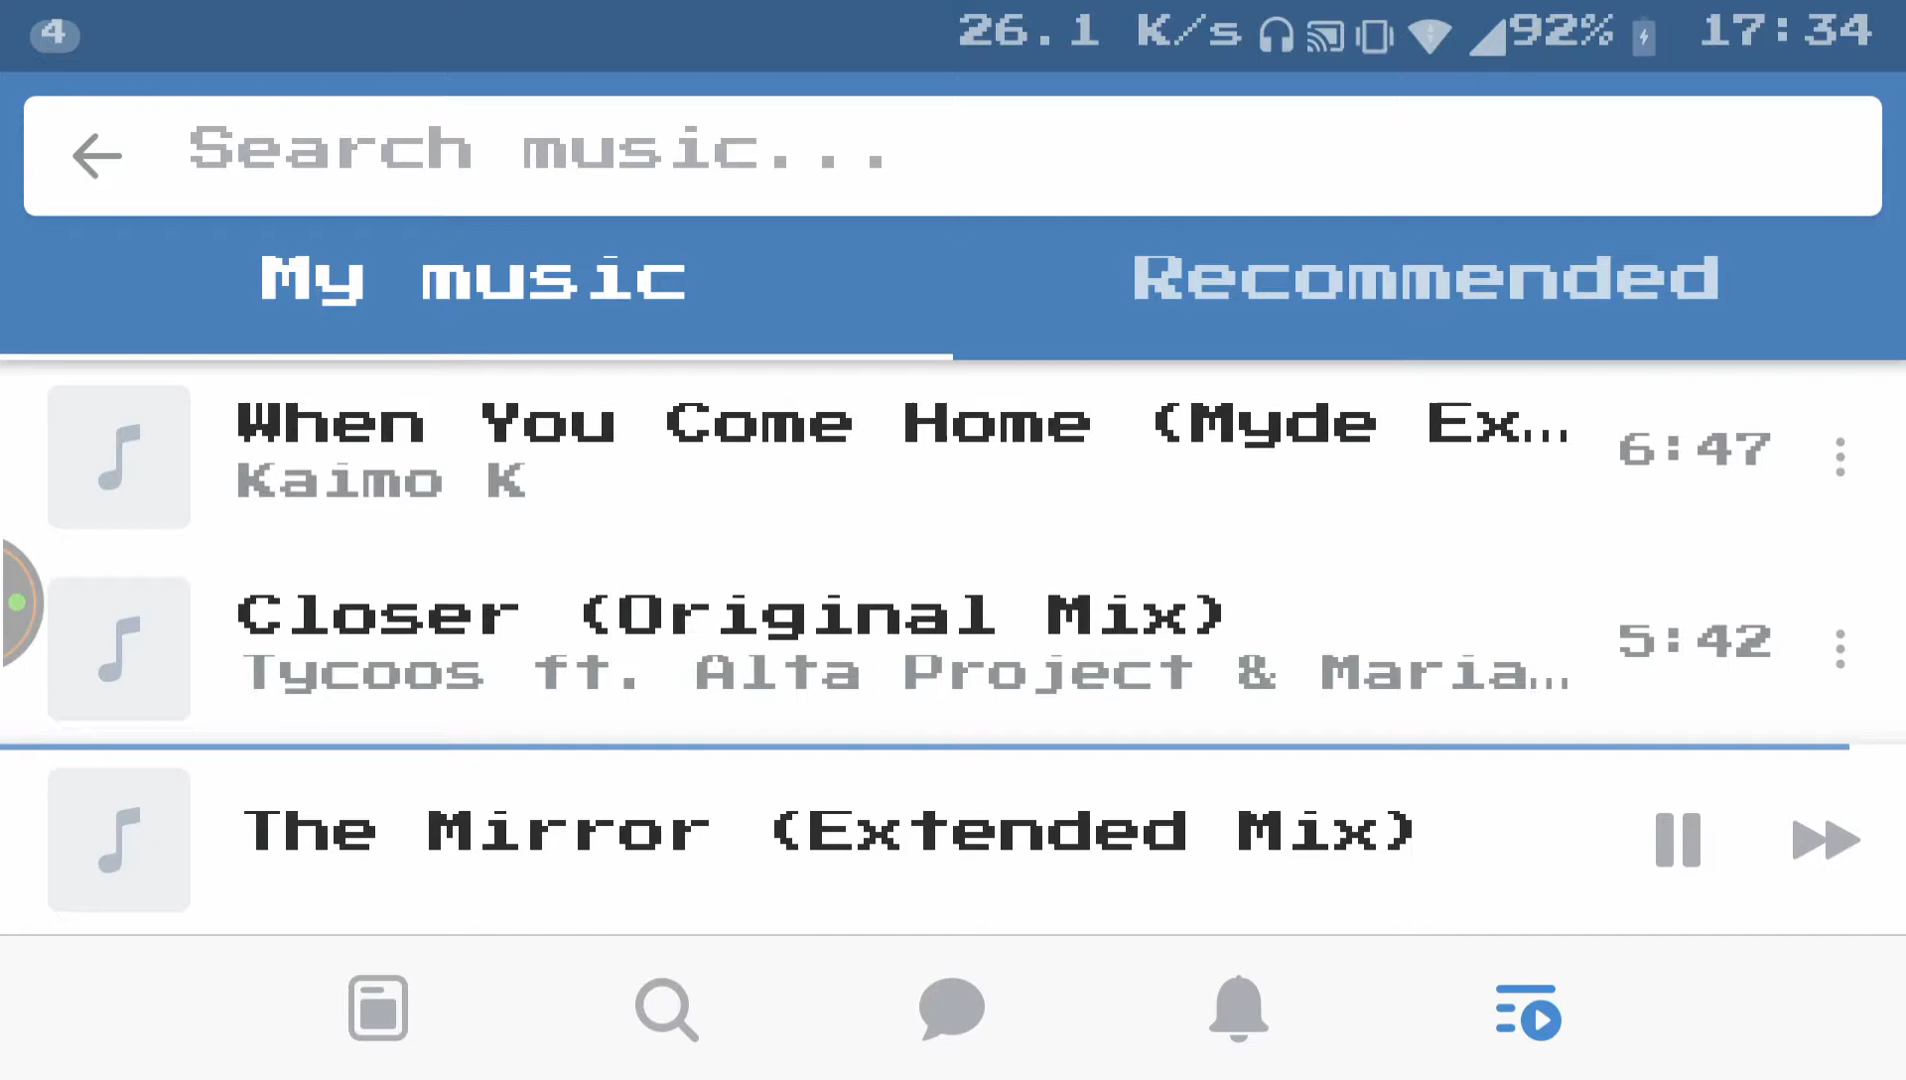 4
26.1 K/s 92% 17:34
Search music...
My music Recommended
When You Come Home (Myde Ex... 6:47
Kaimo K
Closer (Original Mix) 5:42
Tycoos ft. Alta Project & Maria...
The Mirror (Extended Mix)